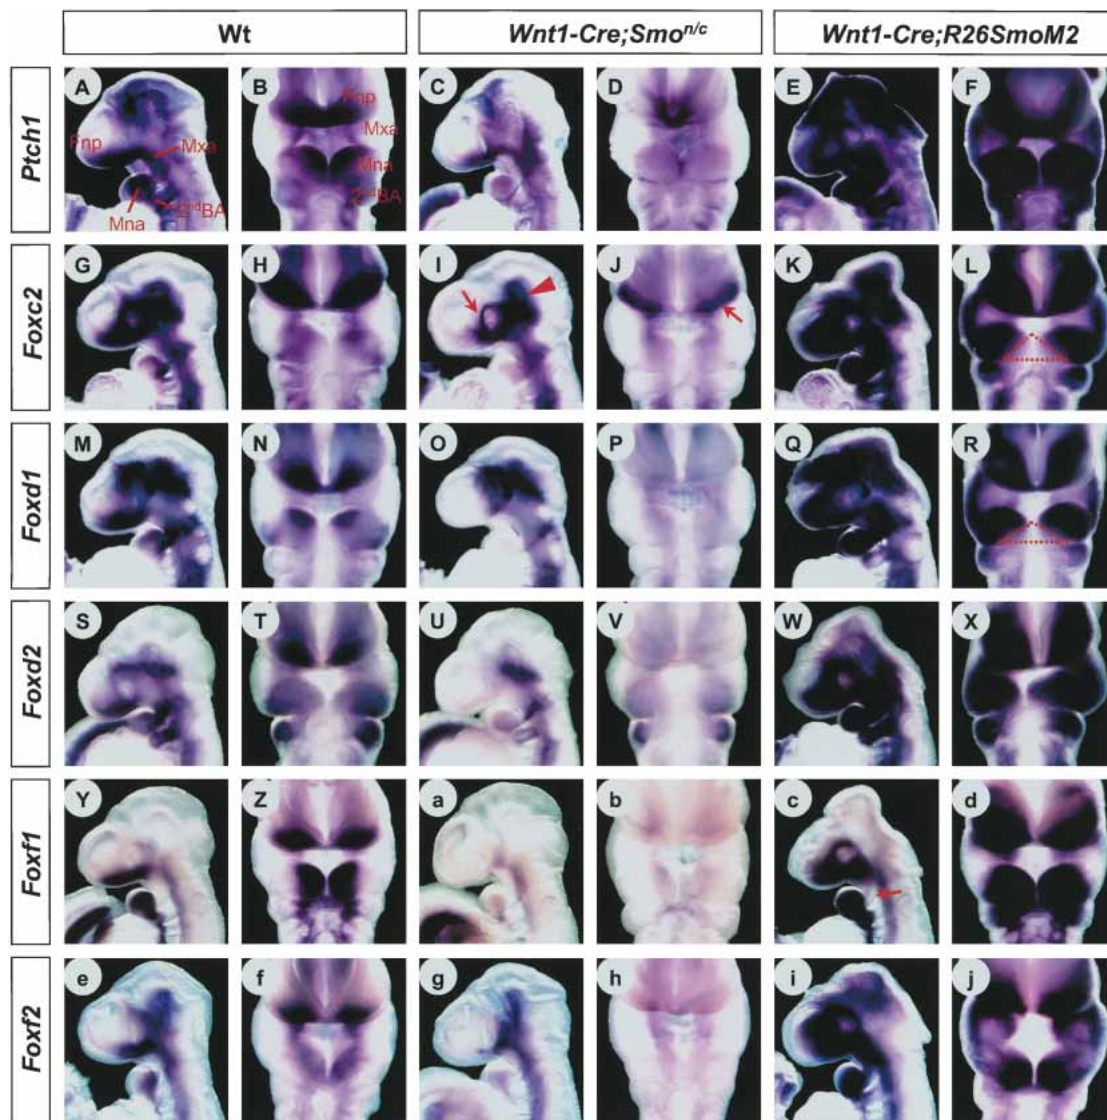 Wt Wnt1-Cre;Smo^n/c Wnt1-Cre;R26SmoM2
Ptch1
A B C D E F
Fnp Mxa Mna 2ndBA Fnp Mxa Mna 2ndBA
Foxc2
G H I J K L
Foxd1
M N O P Q R
Foxd2
S T U V W X
Foxf1
Y Z a b c d
Foxf2
e f g h i j